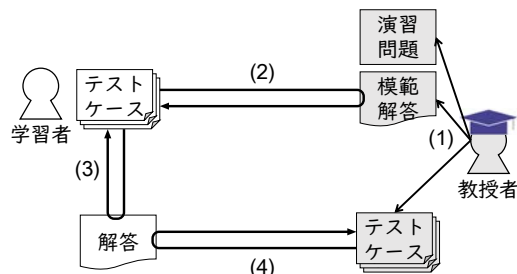 演習
問題
(2)
テスト
ケース
模範
解答
学習者
(1)
(3)
教授者
解答
テスト
ケース
(4)